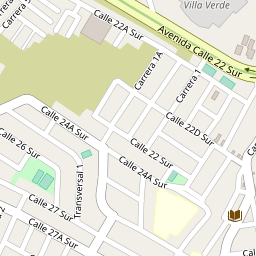 Villa Verde
Calle 22A Sur
Avenida Calle 22 Sur
Carrera 1A
Carrera 1
Calle 24A Sur
Calle 22D Sur
Calle 26 Sur
Calle 22 Sur
Transversal 1
Calle 24A Sur
Calle 27 Sur
Calle 27A Sur